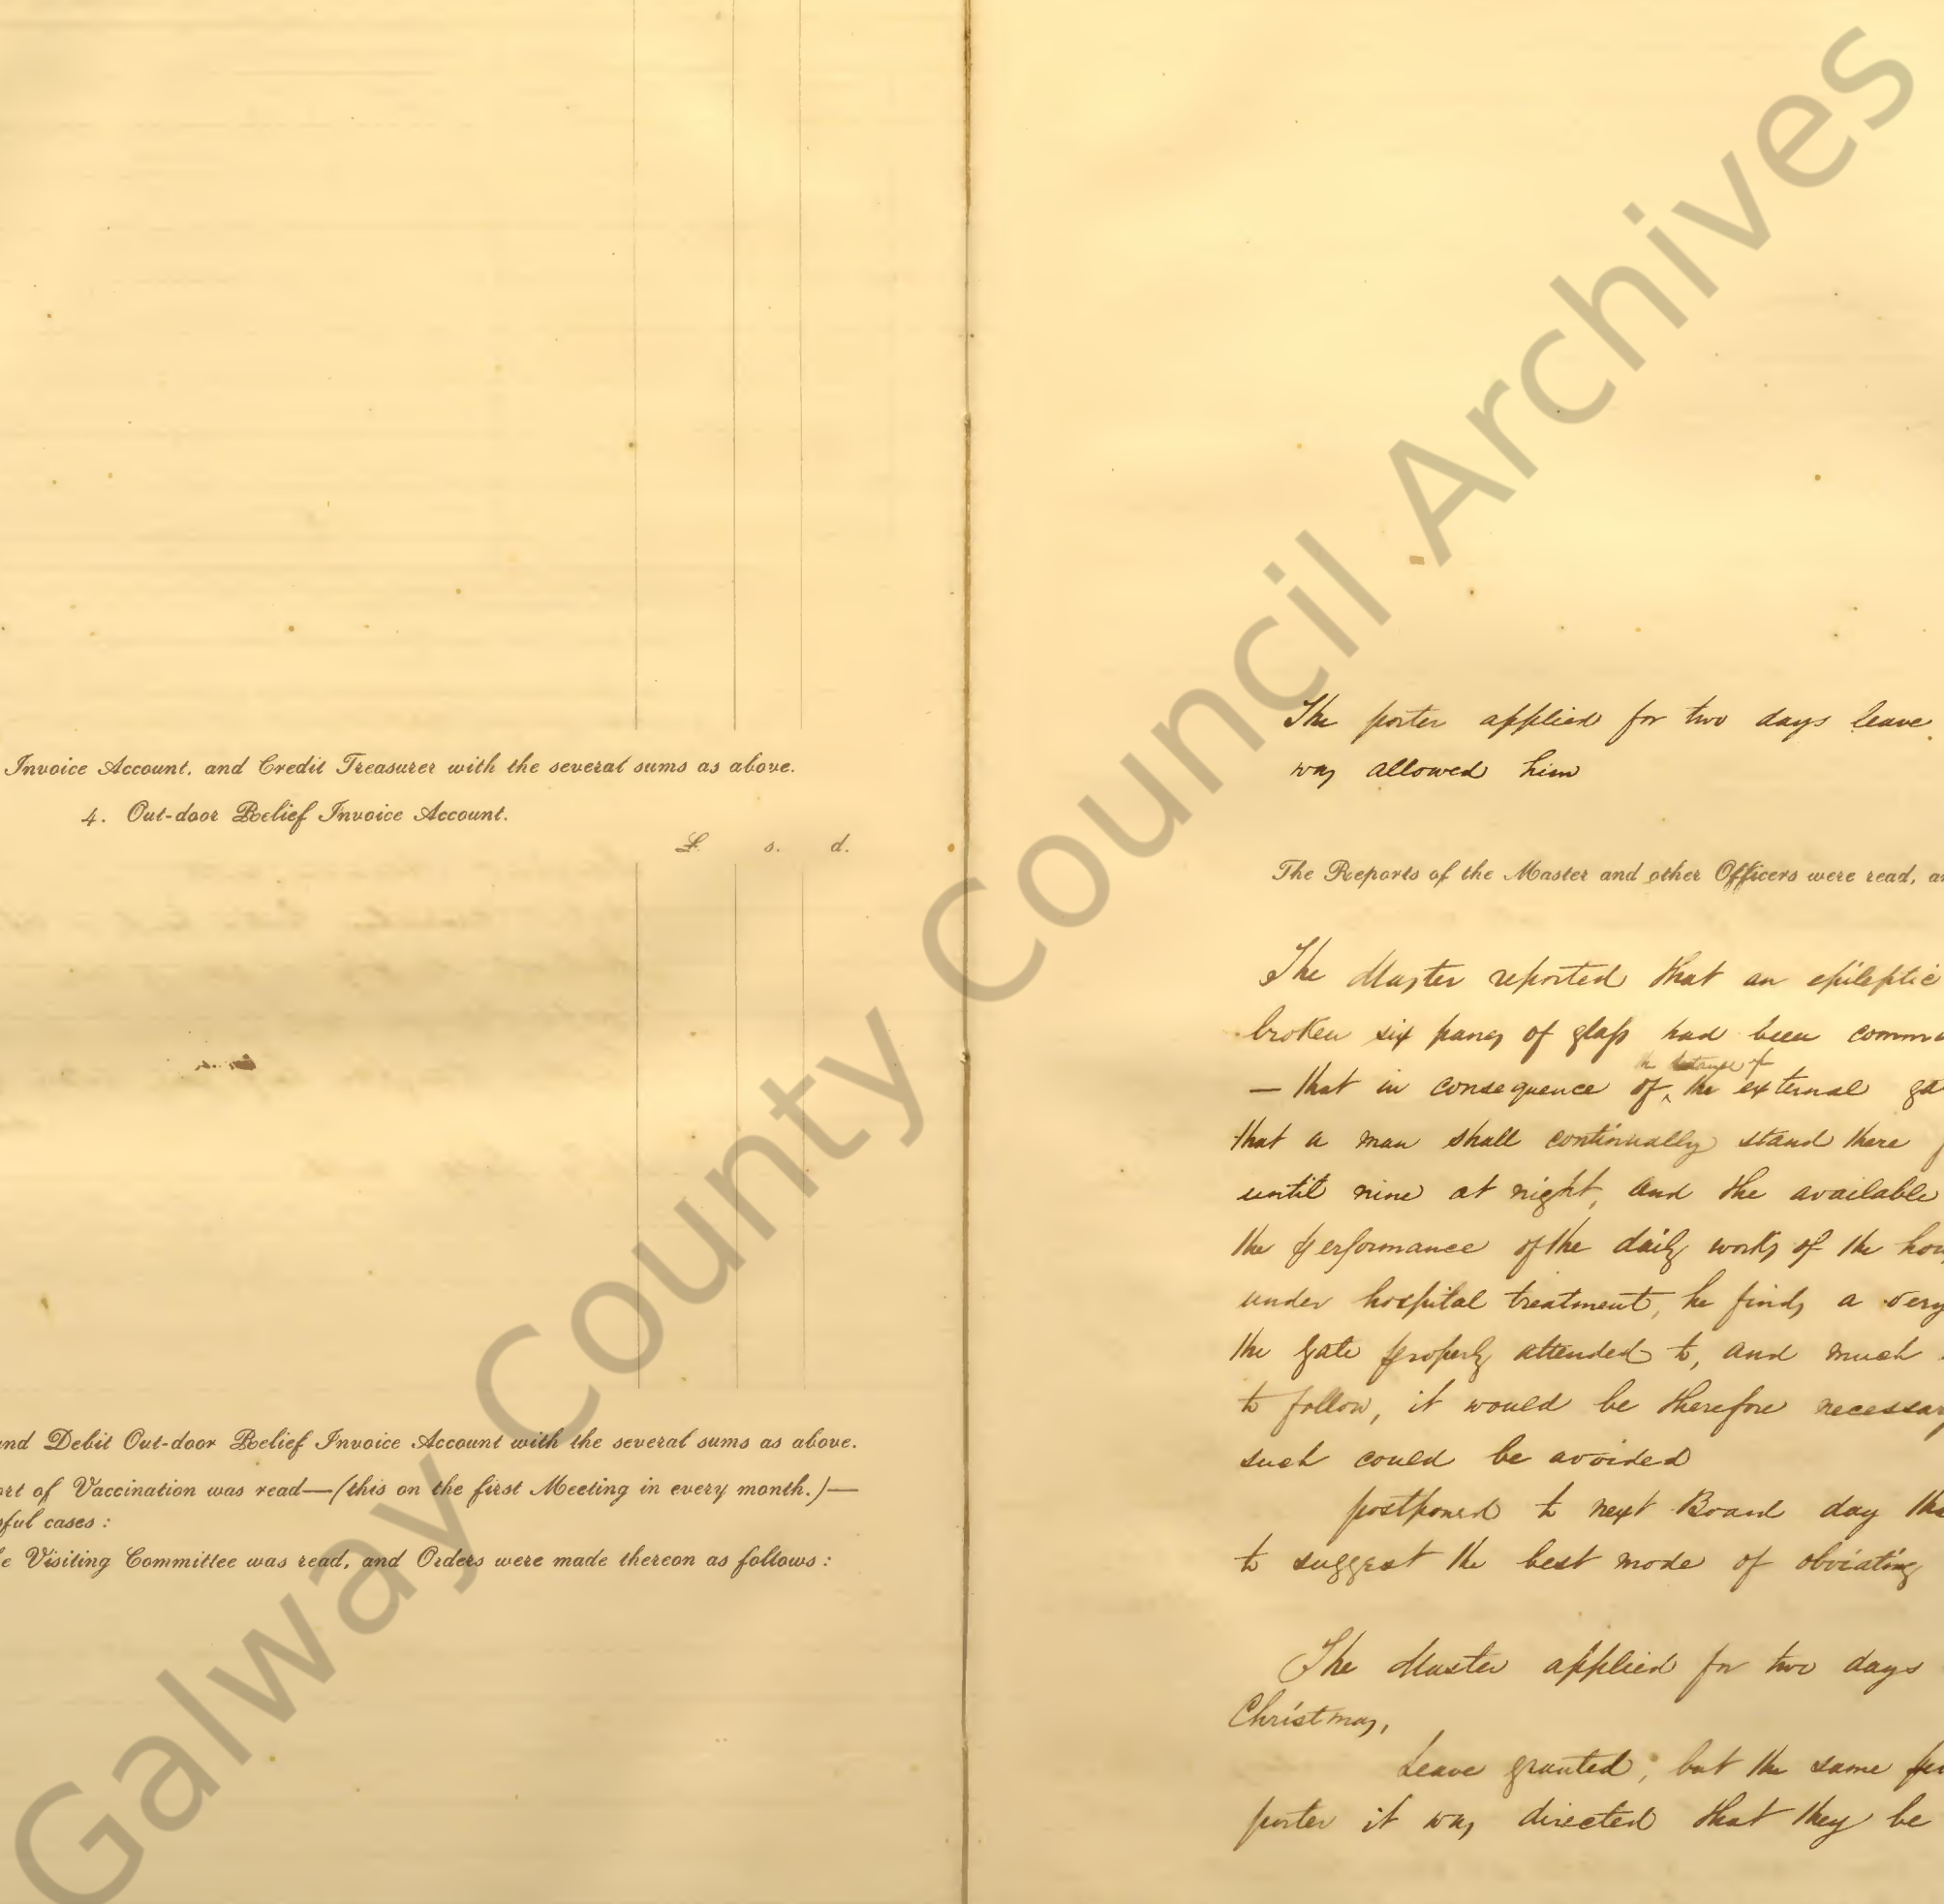 Invoice Account, and Credit Treasurer with the several sums as above.
4. Out-door Relief Invoice Account.
£ s. d.
and Debit Out-door Relief Invoice Account with the several sums as above.
ort of Vaccination was read—(this on the first Meeting in every month.)—
sful cases :
e Visiting Committee was read, and Orders were made thereon as follows :
The porter applied for two days leave
was allowed him
The Reports of the Master and other Officers were read, an
The Master reported that an epileptic
broken six panes of glass had been comm
the distance of
— that in consequence of the external ga
that a man shall continually stand there f
until nine at night, and the available
the performance of the daily works of the hou
under hospital treatment, he finds a very
the gate properly attended to, and much
to follow, it would be therefore necessar
such could be avoided
postponed to next Board day the
to suggest the best mode of obviating
The Master applied for two days
Christmas,
Leave granted, but the same
porter it was directed that they be
Galway County Council Archives